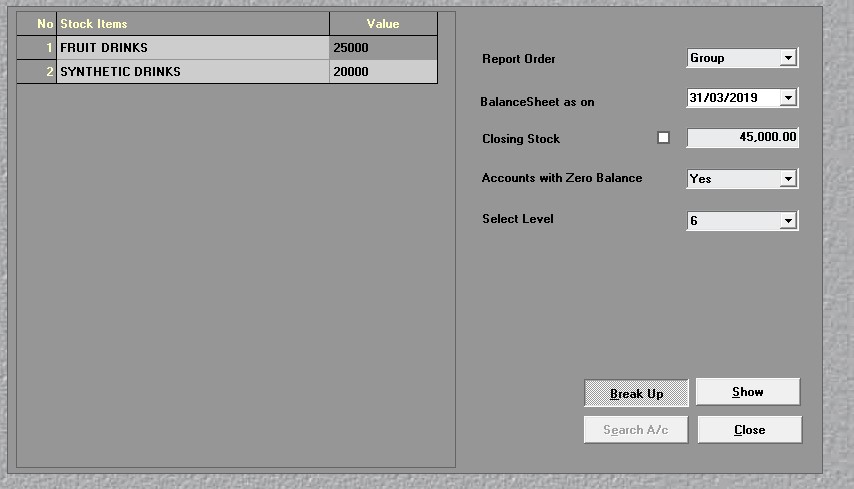 No Stock Items Value
1 FRUIT DRINKS 25000
2 SYNTHETIC DRINKS 20000
Report Order Group
BalanceSheet as on 31/03/2019
Closing Stock 45,000.00
Accounts with Zero Balance Yes
Select Level 6
Break Up Show
Search A/c Close